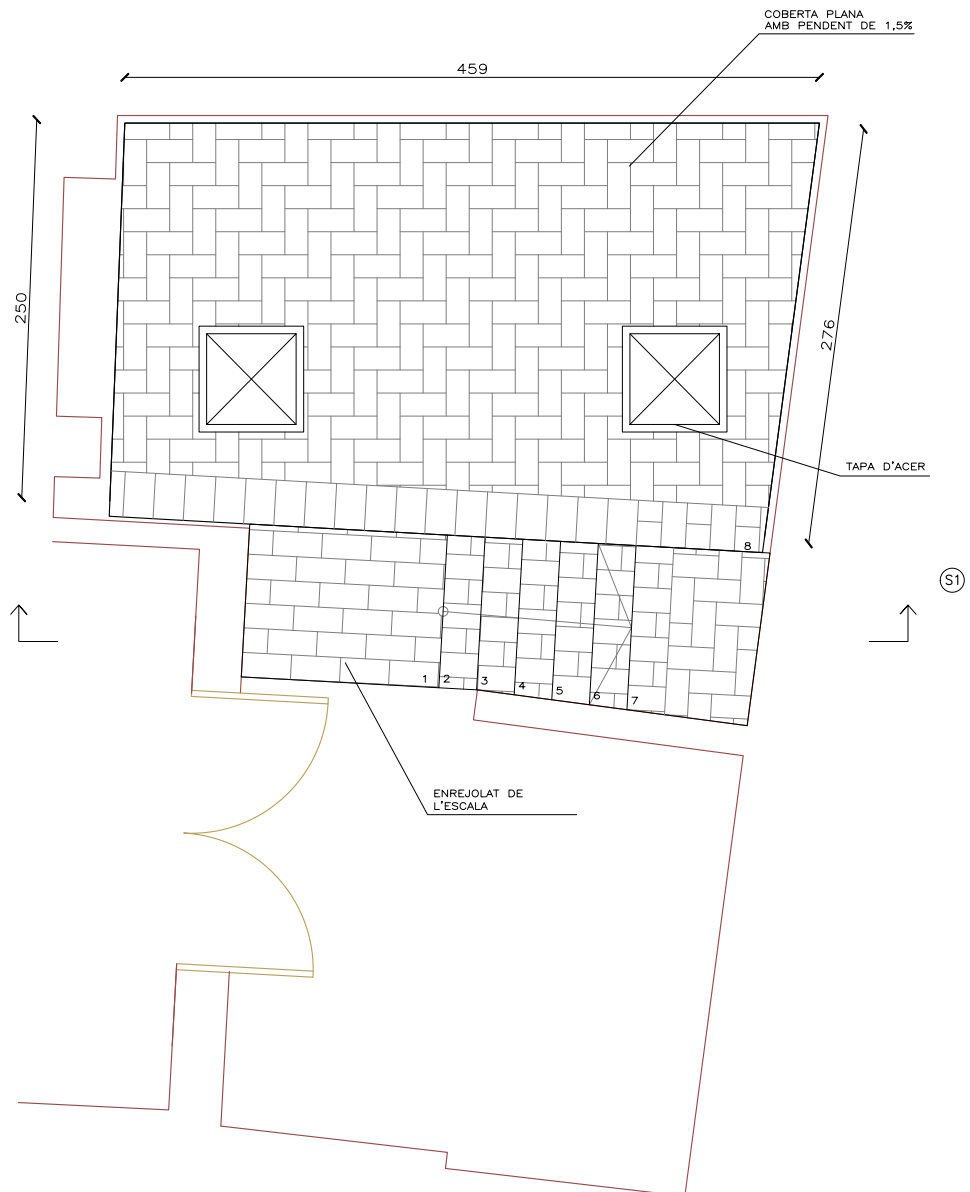 COBERTA PLANA
AMB PENDENT DE 1,5%
459
250
276
TAPA D'ACER
8
S1
1
2
3
4
5
6
7
ENREJOLAT DE
L'ESCALA